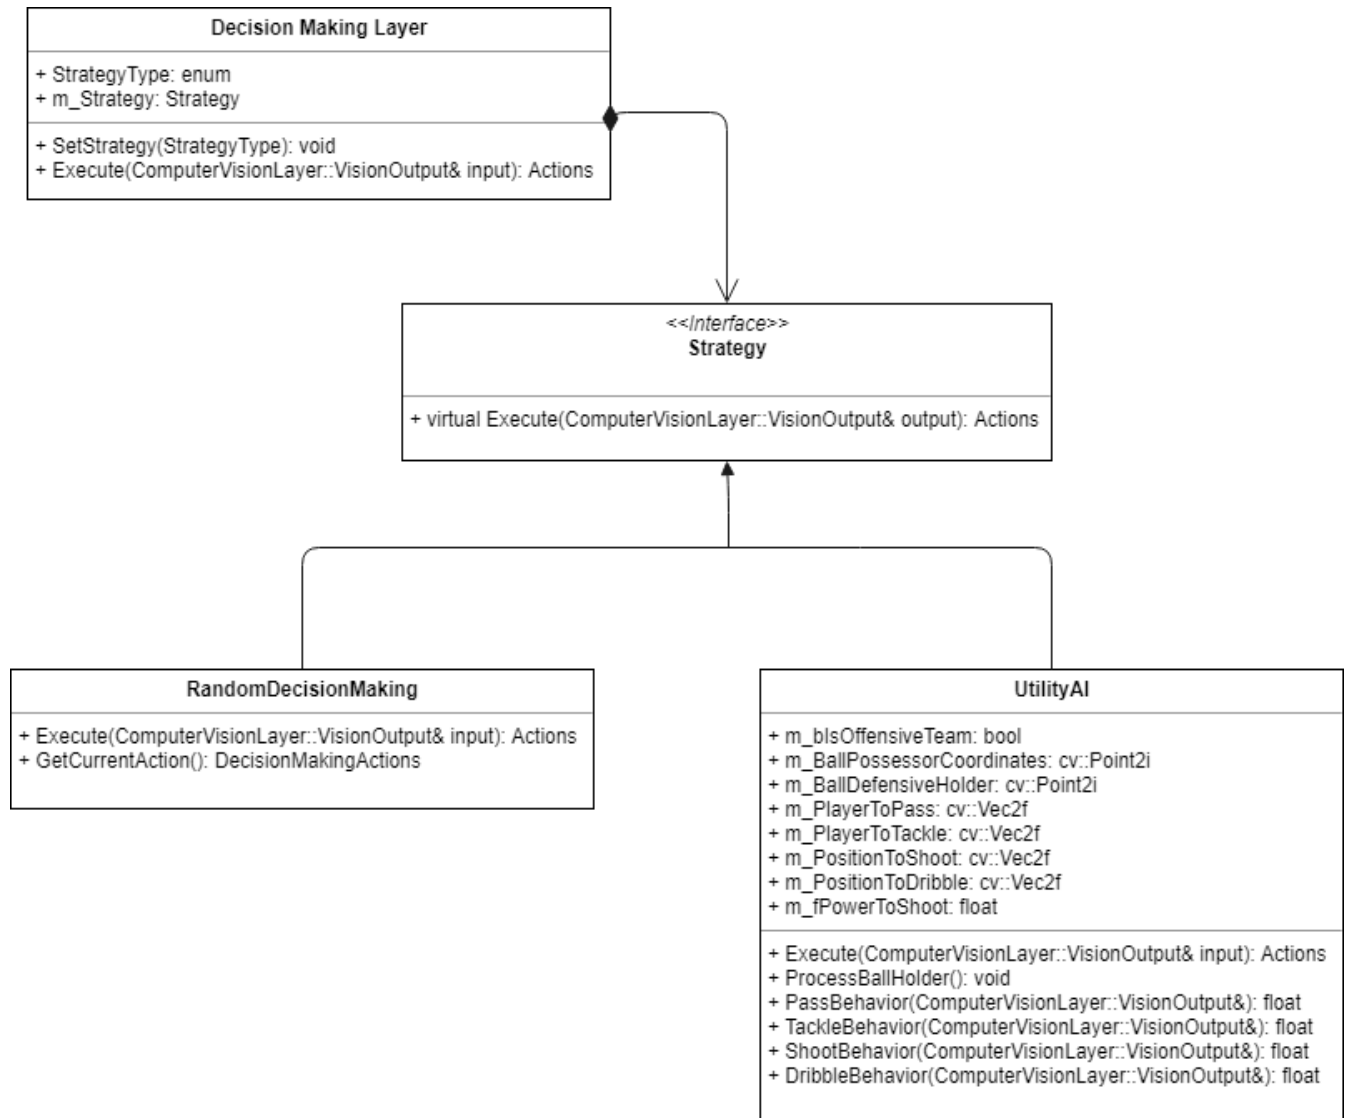 Decision Making Layer
+ StrategyType: enum
+ m_Strategy: Strategy
+ SetStrategy(StrategyType): void
+ Execute(ComputerVisionLayer::VisionOutput& input): Actions
<<Interface>>
Strategy
+ virtual Execute(ComputerVisionLayer::VisionOutput& output): Actions
RandomDecisionMaking
+ Execute(ComputerVisionLayer::VisionOutput& input): Actions
+ GetCurrentAction(): DecisionMakingActions
UtilityAI
+ m_bIsOffensiveTeam: bool
+ m_BallPossessorCoordinates: cv::Point2i
+ m_BallDefensiveHolder: cv::Point2i
+ m_PlayerToPass: cv::Vec2f
+ m_PlayerToTackle: cv::Vec2f
+ m_PositionToShoot: cv::Vec2f
+ m_PositionToDribble: cv::Vec2f
+ m_fPowerToShoot: float
+ Execute(ComputerVisionLayer::VisionOutput& input): Actions
+ ProcessBallHolder(): void
+ PassBehavior(ComputerVisionLayer::VisionOutput&): float
+ TackleBehavior(ComputerVisionLayer::VisionOutput&): float
+ ShootBehavior(ComputerVisionLayer::VisionOutput&): float
+ DribbleBehavior(ComputerVisionLayer::VisionOutput&): float